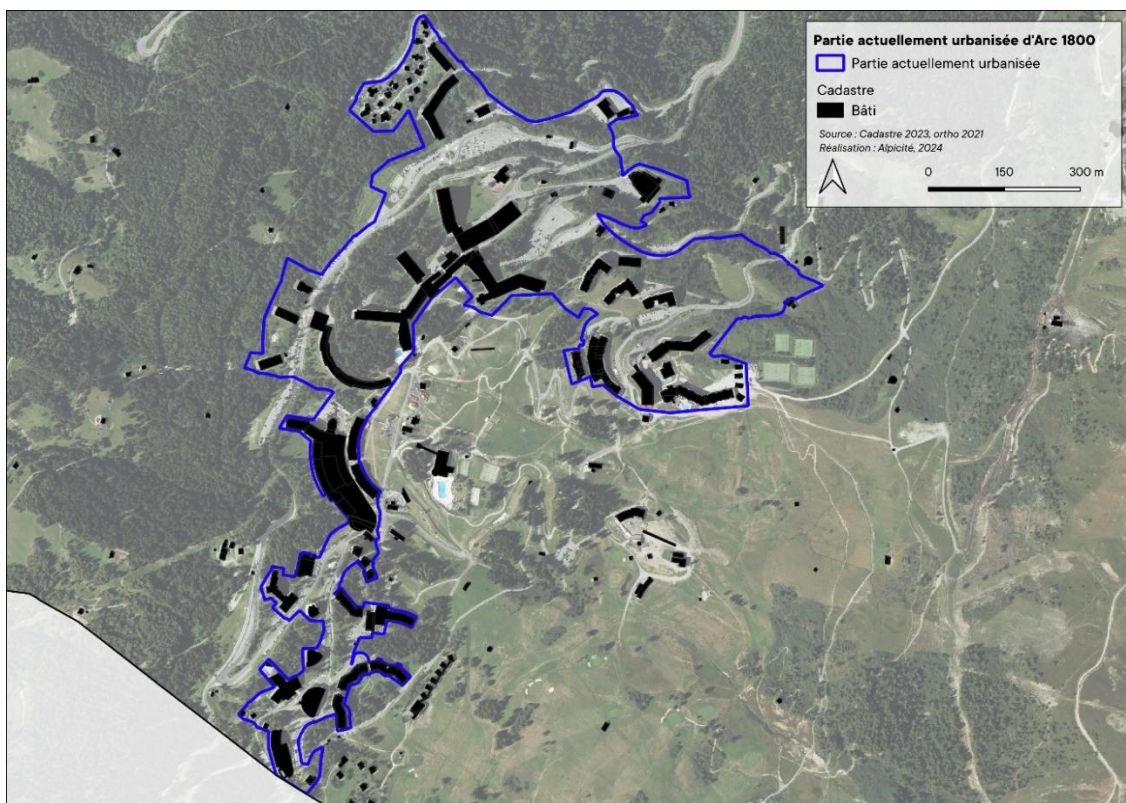 Partie actuellement urbanisée d'Arc 1800
Partie actuellement urbanisée
Cadastre
Bâti
Source : Cadastre 2023, ortho 2021
Réalisation : Alpicité, 2024
0 150 300 m